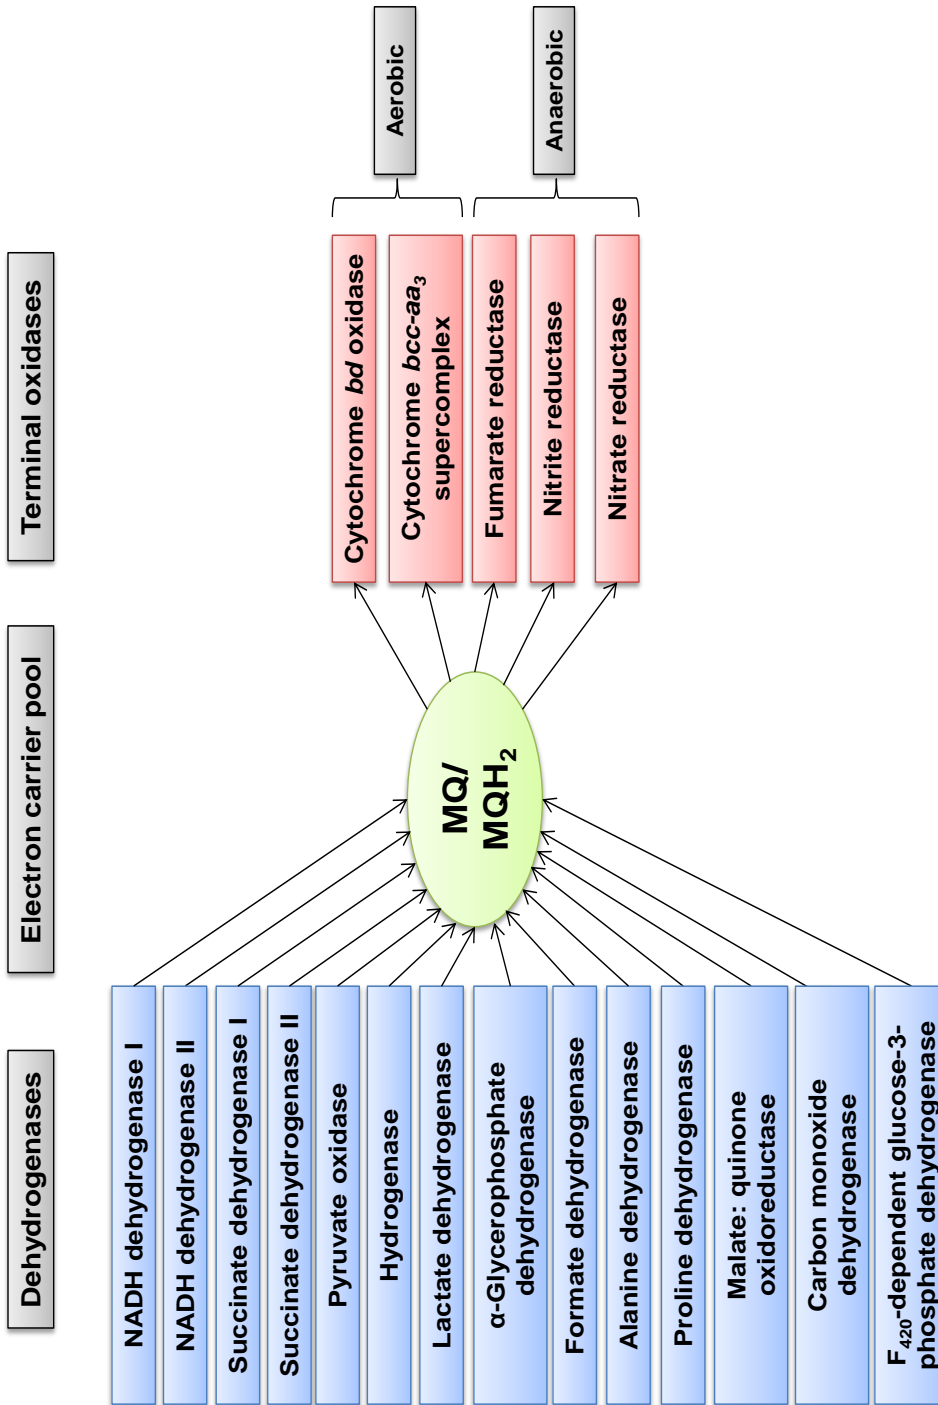 Dehydrogenases
Electron carrier pool
Terminal oxidases
NADH dehydrogenase I
NADH dehydrogenase II
Succinate dehydrogenase I
Succinate dehydrogenase II
Pyruvate oxidase
Hydrogenase
Lactate dehydrogenase
α-Glycerophosphate
dehydrogenase
Formate dehydrogenase
Alanine dehydrogenase
Proline dehydrogenase
Malate: quinone
oxidoreductase
Carbon monoxide
dehydrogenase
F₄₂₀-dependent glucose-3-
phosphate dehydrogenase
MQ/
MQH₂
Cytochrome bd oxidase
Cytochrome bcc-aa₃
supercomplex
Fumarate reductase
Nitrite reductase
Nitrate reductase
Aerobic
Anaerobic